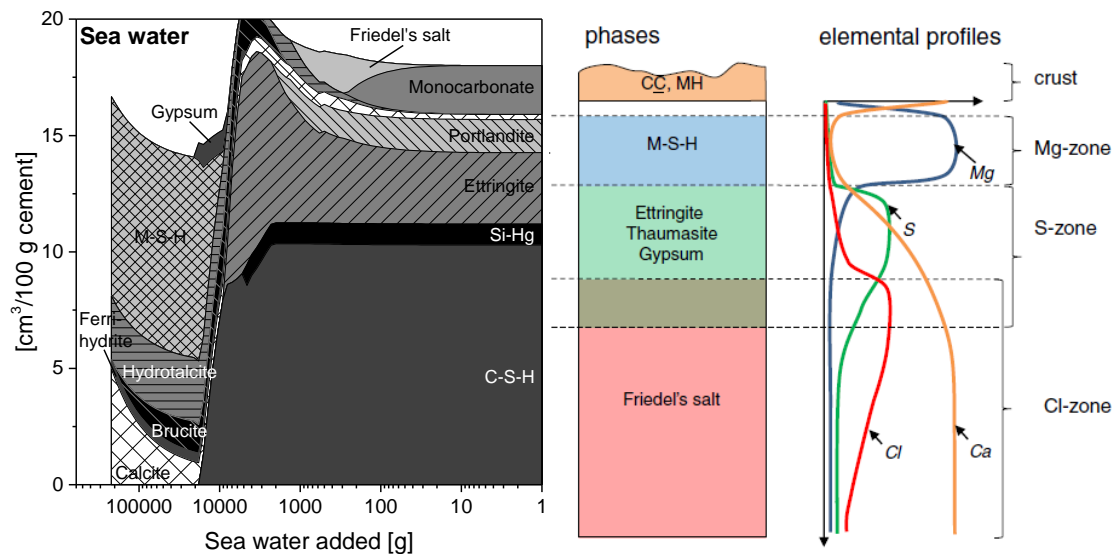 Sea water
Friedel's salt
Gypsum
Monocarbonate
Portlandite
Ettringite
Si-Hg
M-S-H
Ferri-
hydrite
Hydrotalcite
C-S-H
Brucite
Calcite
20
15
10
5
0
[cm³/100 g cement]
100000
10000
1000
100
10
1
Sea water added [g]
phases
elemental profiles
CC̲, MH
crust
M-S-H
Mg
Mg-zone
Ettringite
Thaumasite
Gypsum
S
S-zone
Friedel's salt
Cl
Ca
Cl-zone